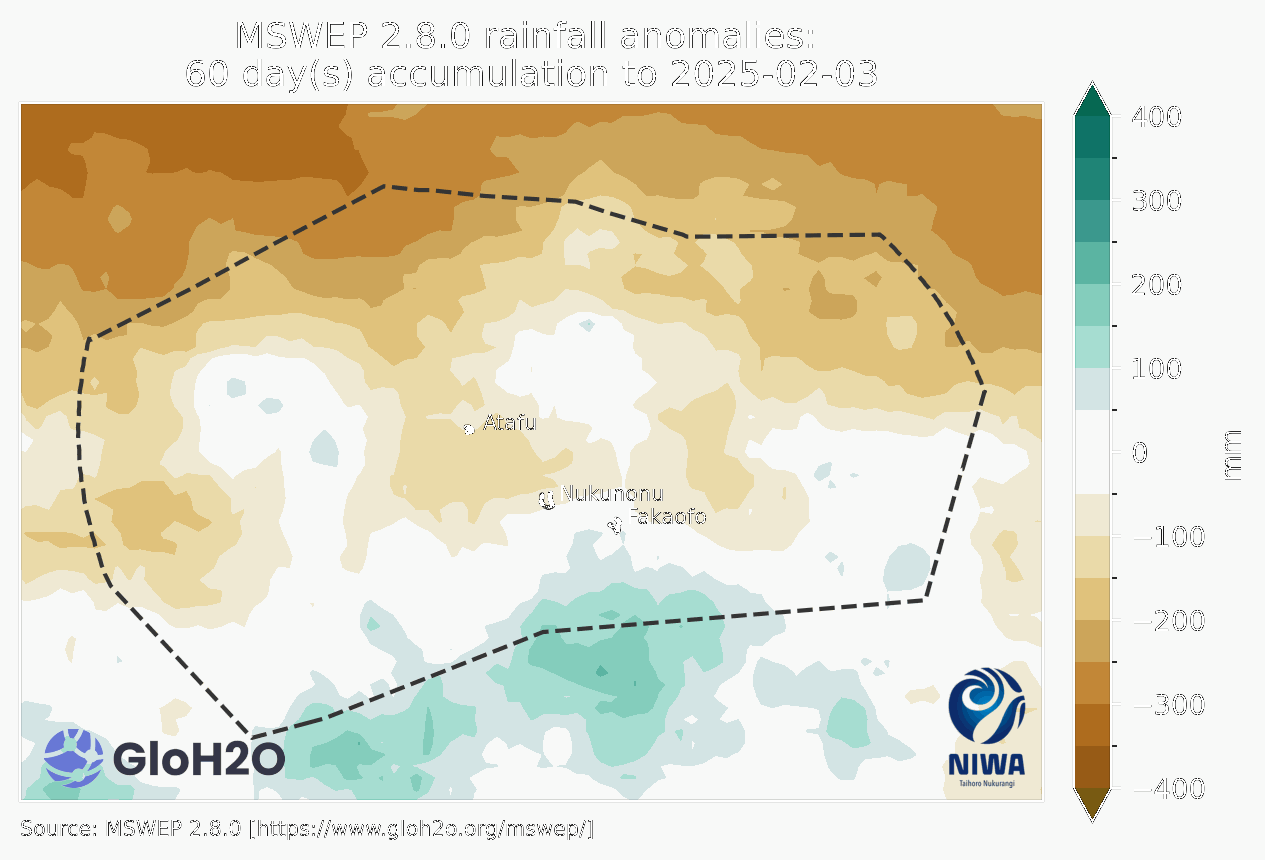 MSWEP 2.8.0 rainfall anomalies:
60 day(s) accumulation to 2025-02-03
400
300
200
100
0
−100
−200
−300
−400
mm
Atafu
Nukunonu
Fakaofo
GloH2O
NIWA
Taihoro Nukurangi
Source: MSWEP 2.8.0 [https://www.gloh2o.org/mswep/]